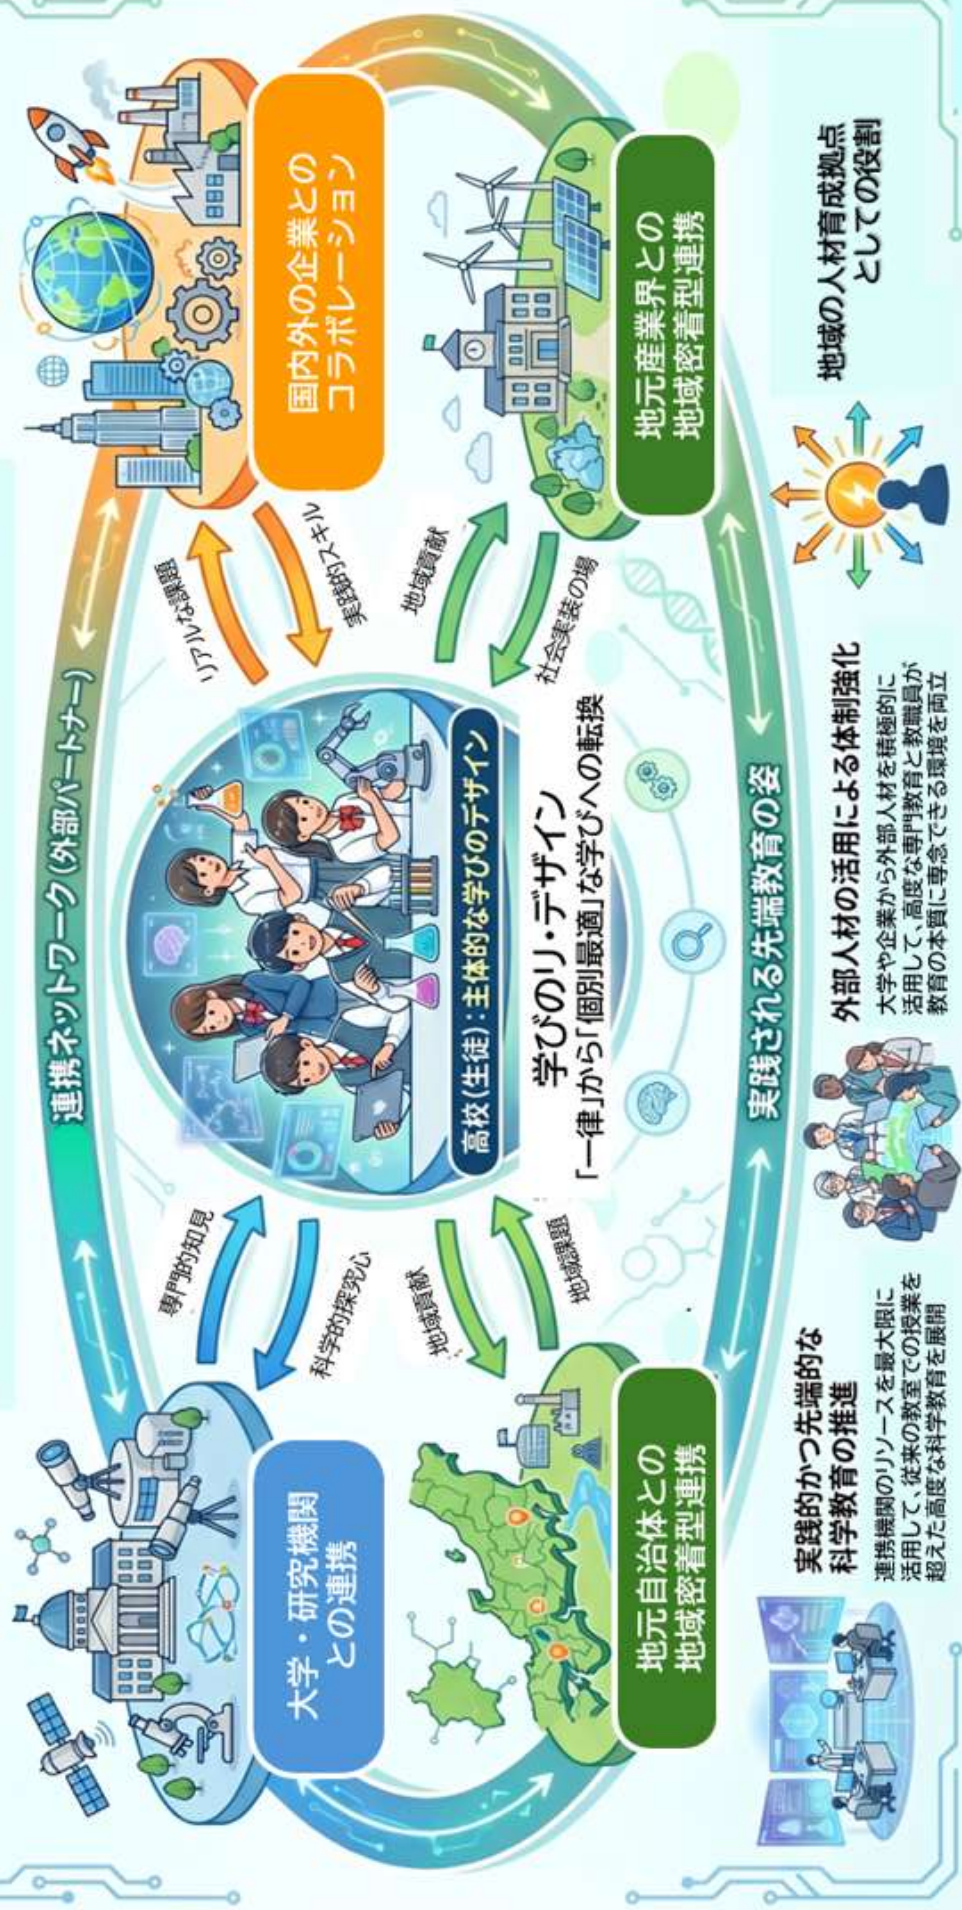 連携ネットワーク(外部パートナー)
大学・研究機関
との連携
国内外の企業との
コラボレーション
専門的知見
科学的探究心
リアルな課題
実践的スキル
高校(生徒):主体的な学びのデザイン
学びのリ・デザイン
「一律」から「個別最適」な学びへの転換
地域貢献
地域課題
地域貢献
社会実装の場
地元自治体との
地域密着型連携
地元産業界との
地域密着型連携
実践される先端教育の姿
実践的かつ先端的な
科学教育の推進
連携機関のリソースを最大限に
活用して、従来の教室での授業を
超えた高度な科学教育を展開
外部人材の活用による体制強化
大学や企業から外部人材を積極的に
活用して、高度な専門教育と教職員が
教育の本質に専念できる環境を両立
地域の人材育成拠点
としての役割